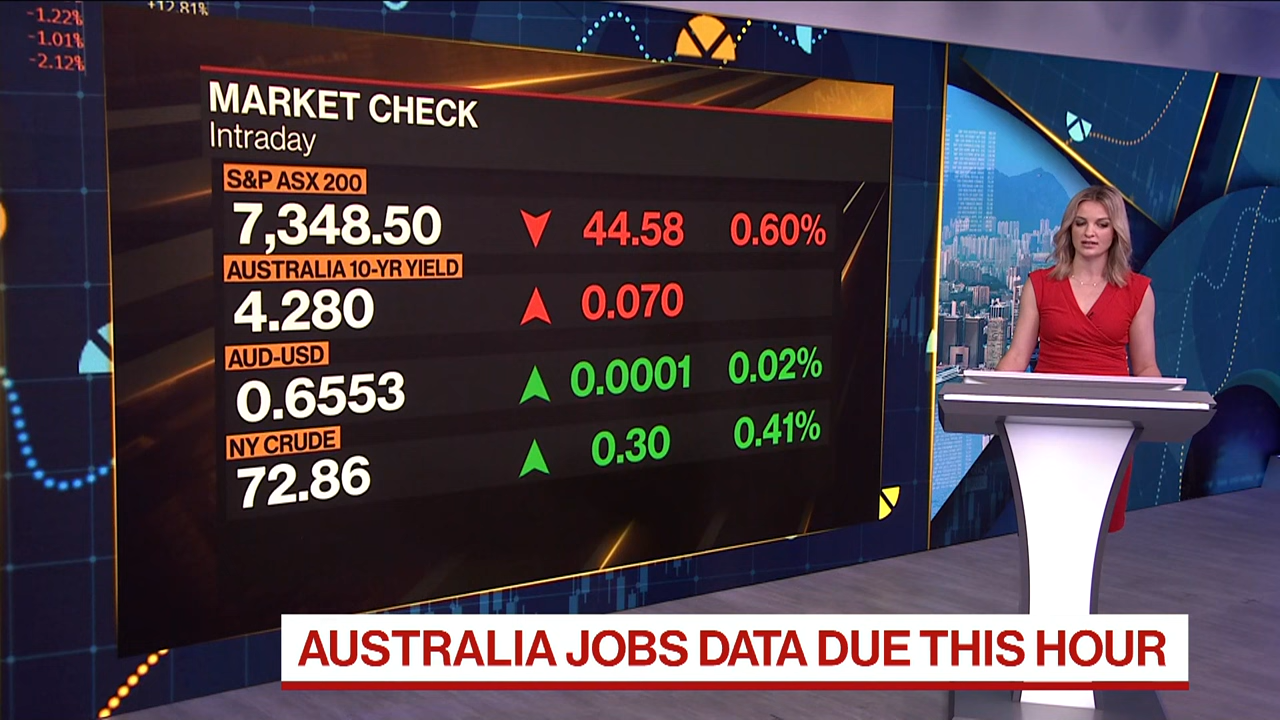 -1.22%
-1.01%
-2.12%
+12.81%
MARKET CHECK
Intraday
S&P ASX 200
7,348.50 44.58 0.60%
AUSTRALIA 10-YR YIELD
4.280 0.070
AUD-USD
0.6553 0.0001 0.02%
NY CRUDE
72.86 0.30 0.41%
AUSTRALIA JOBS DATA DUE THIS HOUR